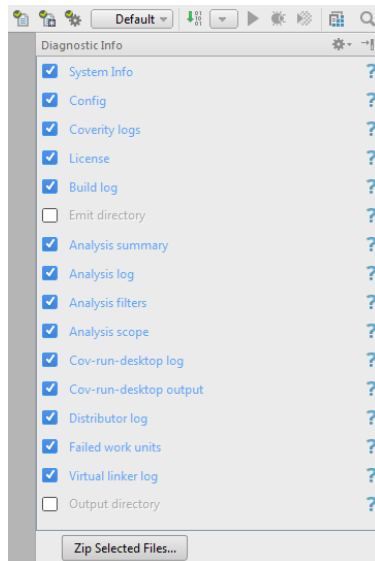 Default
Diagnostic Info
System Info
?
Config
?
Coverity logs
?
License
?
Build log
?
Emit directory
?
Analysis summary
?
Analysis log
?
Analysis filters
?
Analysis scope
?
Cov-run-desktop log
?
Cov-run-desktop output
?
Distributor log
?
Failed work units
?
Virtual linker log
?
Output directory
?
Zip Selected Files...